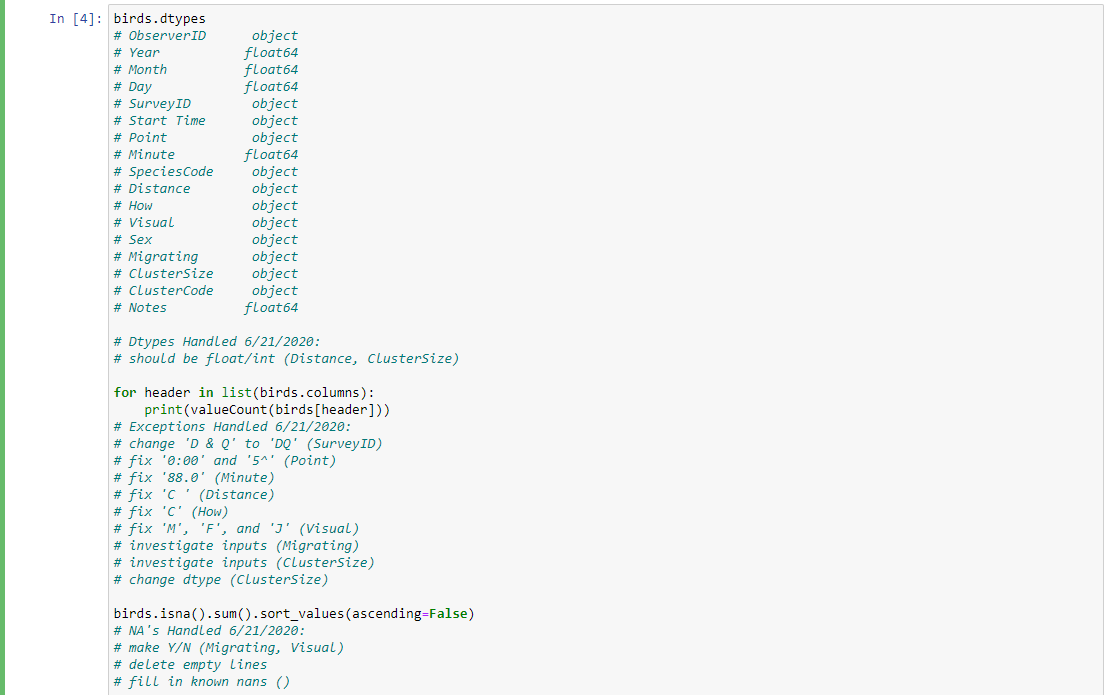 In [4]: birds.dtypes
# ObserverID      object
# Year           float64
# Month          float64
# Day            float64
# SurveyID        object
# Start Time      object
# Point           object
# Minute         float64
# SpeciesCode     object
# Distance        object
# How             object
# Visual          object
# Sex             object
# Migrating       object
# ClusterSize     object
# ClusterCode     object
# Notes          float64
# Dtypes Handled 6/21/2020:
# should be float/int (Distance, ClusterSize)
for header in list(birds.columns):
    print(valueCount(birds[header]))
# Exceptions Handled 6/21/2020:
# change 'D & Q' to 'DQ' (SurveyID)
# fix '0:00' and '5^' (Point)
# fix '88.0' (Minute)
# fix 'C ' (Distance)
# fix 'C' (How)
# fix 'M', 'F', and 'J' (Visual)
# investigate inputs (Migrating)
# investigate inputs (ClusterSize)
# change dtype (ClusterSize)
birds.isna().sum().sort_values(ascending=False)
# NA's Handled 6/21/2020:
# make Y/N (Migrating, Visual)
# delete empty lines
# fill in known nans ()